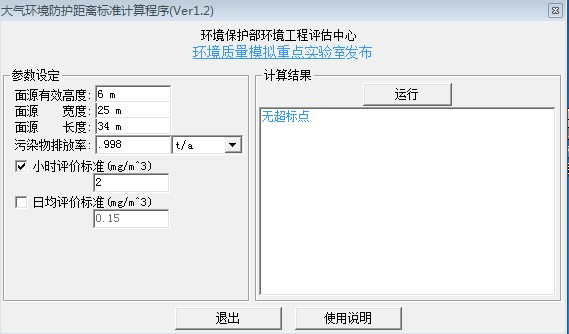 大气环境防护距离标准计算程序(Ver1.2)
环境保护部环境工程评估中心
环境质量模拟重点实验室发布
参数设定
面源有效高度: 6 m
面源 宽度: 25 m
面源 长度: 34 m
污染物排放率: .998 t/a
小时评价标准(mg/m^3)
2
日均评价标准(mg/m^3)
0.15
计算结果
运行
无超标点
退出
使用说明